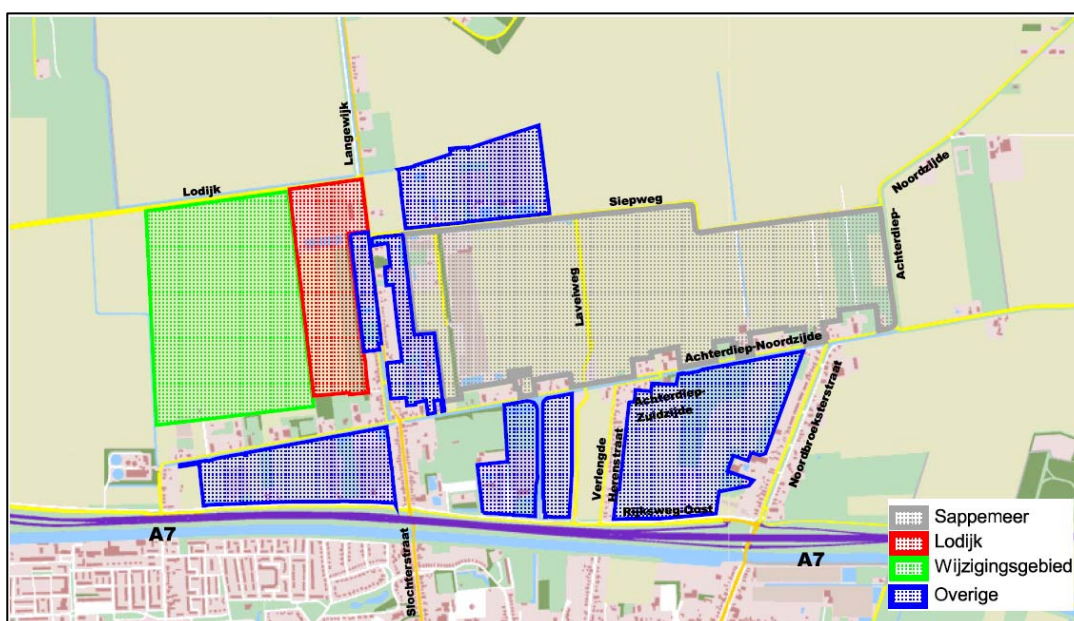 Langewijk
Lodijk
Noordzijde
Achterdiep-
Siepweg
Laveiweg
Achterdiep-Noordzijde
Achterdiep-
Zuidzijde
Verlengde
Herenstraat
Noordbroeksterstraat
Rijksweg-Oost
A7
A7
Slochterstraat
Sappemeer
Lodijk
Wijzigingsgebied
Overige